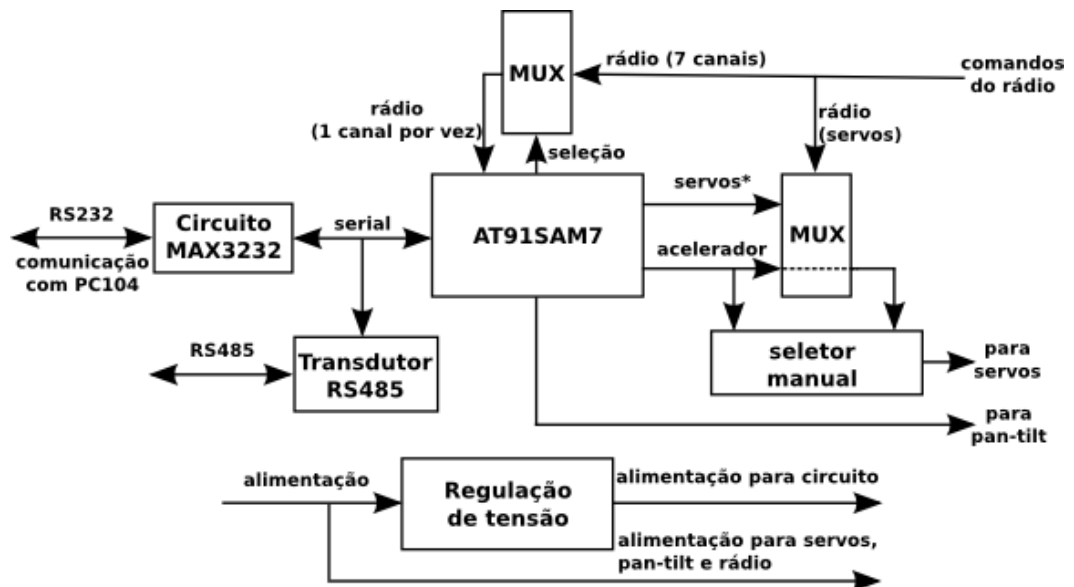 MUX
rádio (7 canais)
comandos
do rádio
rádio
(1 canal por vez)
rádio
(servos)
seleção
servos*
RS232
Circuito
MAX3232
serial
AT91SAM7
MUX
acelerador
comunicação
com PC104
RS485
Transdutor
RS485
seletor
manual
para
servos
para
pan-tilt
alimentação
Regulação
de tensão
alimentação para circuito
alimentação para servos,
pan-tilt e rádio